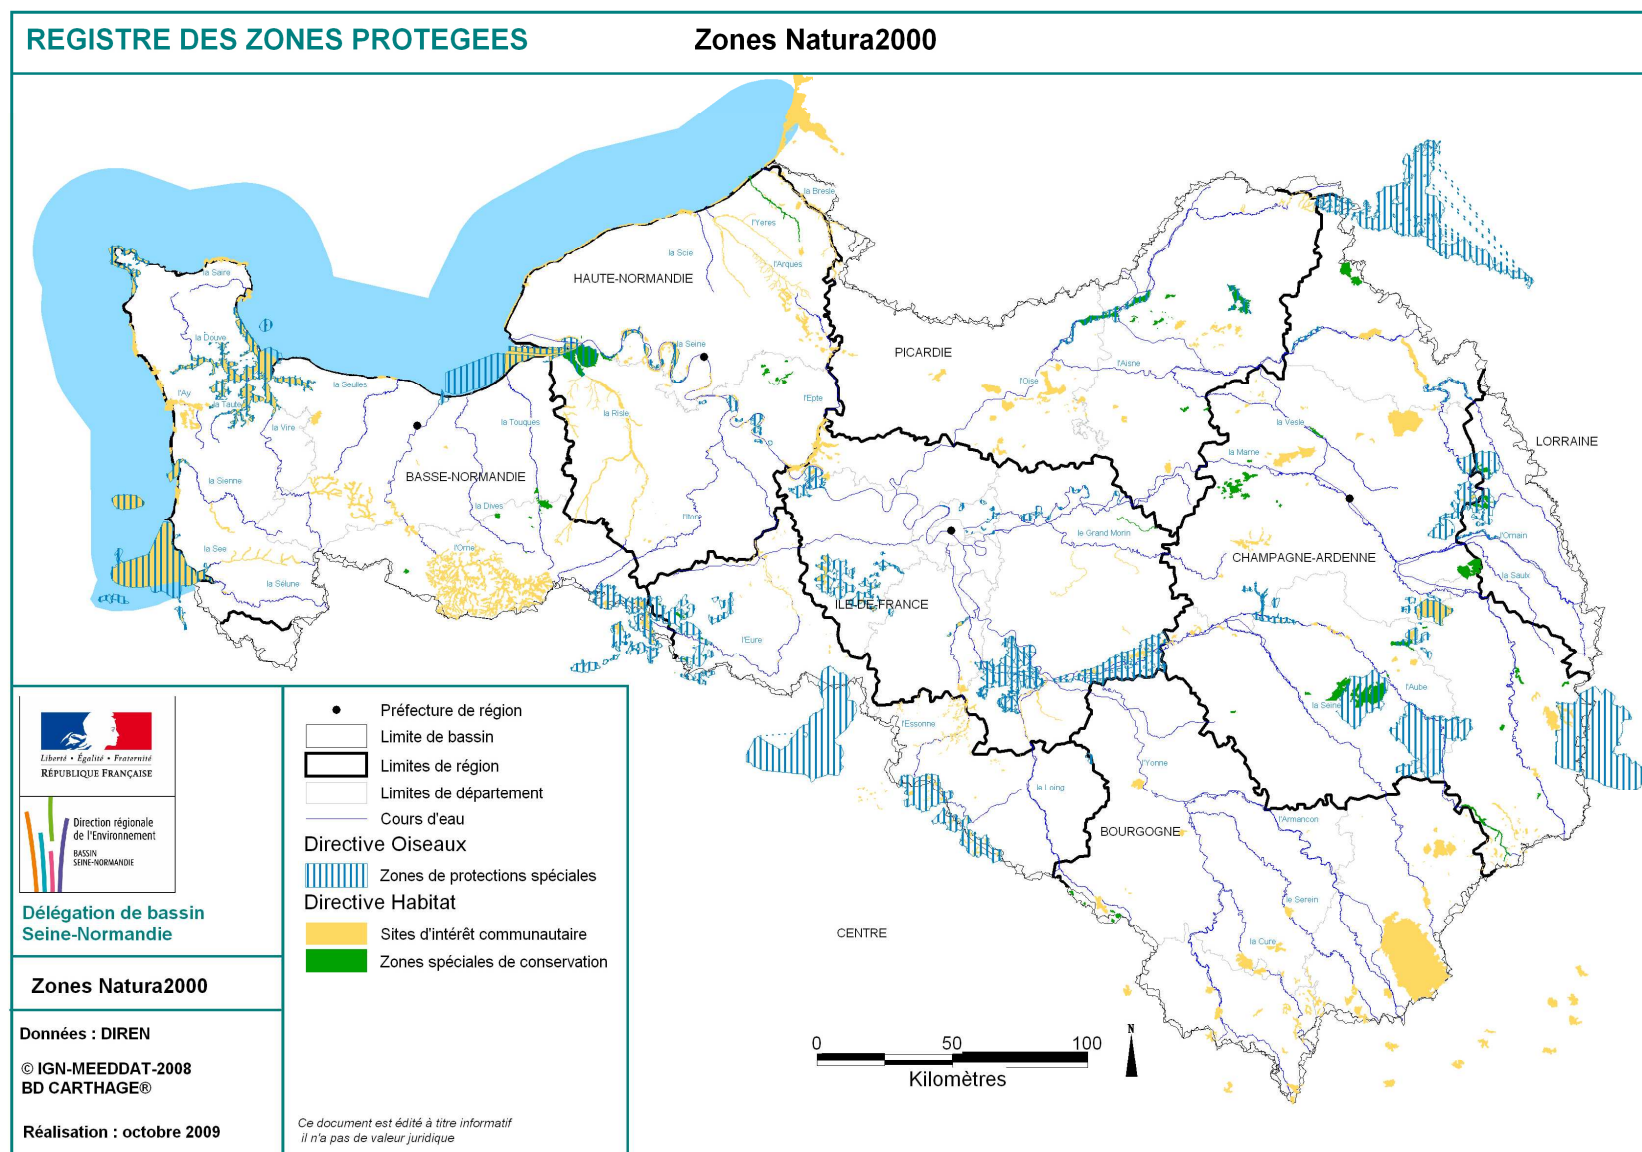 REGISTRE DES ZONES PROTEGEES
Zones Natura2000
la Bresle
l'Yeres
la Scie
l'Arques
la Saire
HAUTE-NORMANDIE
la Douve
la Seine
PICARDIE
l'Aisne
l'Oise
la Seulles
l'Ay
la Taute
l'Epte
la Risle
la Touques
la Vire
la Vesle
LORRAINE
la Marne
BASSE-NORMANDIE
la Sienne
la Dives
le Grand Morin
l'Ornain
la See
l'Orne
CHAMPAGNE-ARDENNE
la Saulx
la Sélune
ILE-DE-FRANCE
l'Eure
l'Aube
la Seine
l'Essonne
l'Yonne
le Loing
l'Armancon
BOURGOGNE
le Serein
CENTRE
la Cure
0 50 100
Kilomètres
N
Liberté • Égalité • Fraternité
RÉPUBLIQUE FRANÇAISE
Direction régionale
de l'Environnement
BASSIN
SEINE-NORMANDIE
Délégation de bassin
Seine-Normandie
Zones Natura2000
Données : DIREN
© IGN-MEEDDAT-2008
BD CARTHAGE®
Réalisation : octobre 2009
Préfecture de région
Limite de bassin
Limites de région
Limites de département
Cours d'eau
Directive Oiseaux
Zones de protections spéciales
Directive Habitat
Sites d'intérêt communautaire
Zones spéciales de conservation
Ce document est édité à titre informatif
il n'a pas de valeur juridique